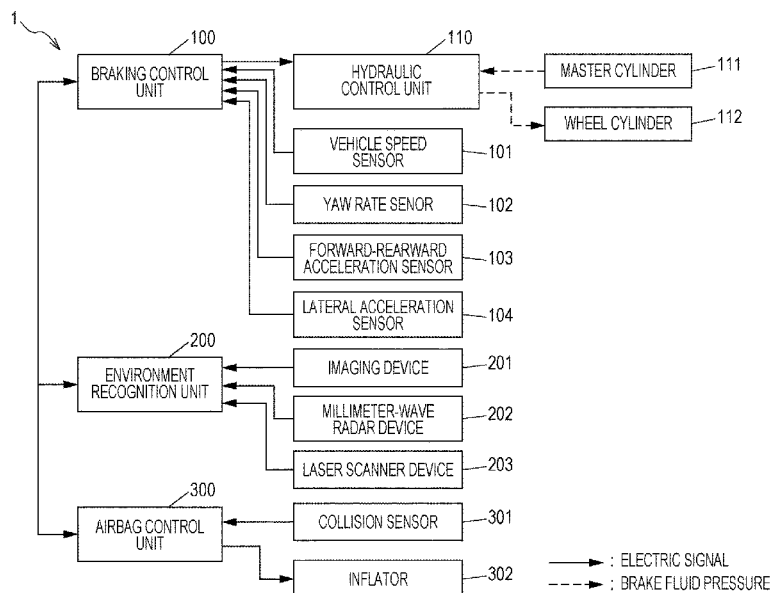 1
100
BRAKING CONTROL
UNIT
110
HYDRAULIC
CONTROL UNIT
MASTER CYLINDER
111
WHEEL CYLINDER
112
VEHICLE SPEED
SENSOR
101
YAW RATE SENOR
102
FORWARD-REARWARD
ACCELERATION SENSOR
103
LATERAL ACCELERATION
SENSOR
104
200
ENVIRONMENT
RECOGNITION UNIT
IMAGING DEVICE
201
MILLIMETER-WAVE
RADAR DEVICE
202
LASER SCANNER DEVICE
203
300
AIRBAG CONTROL
UNIT
COLLISION SENSOR
301
INFLATOR
302
: ELECTRIC SIGNAL
: BRAKE FLUID PRESSURE